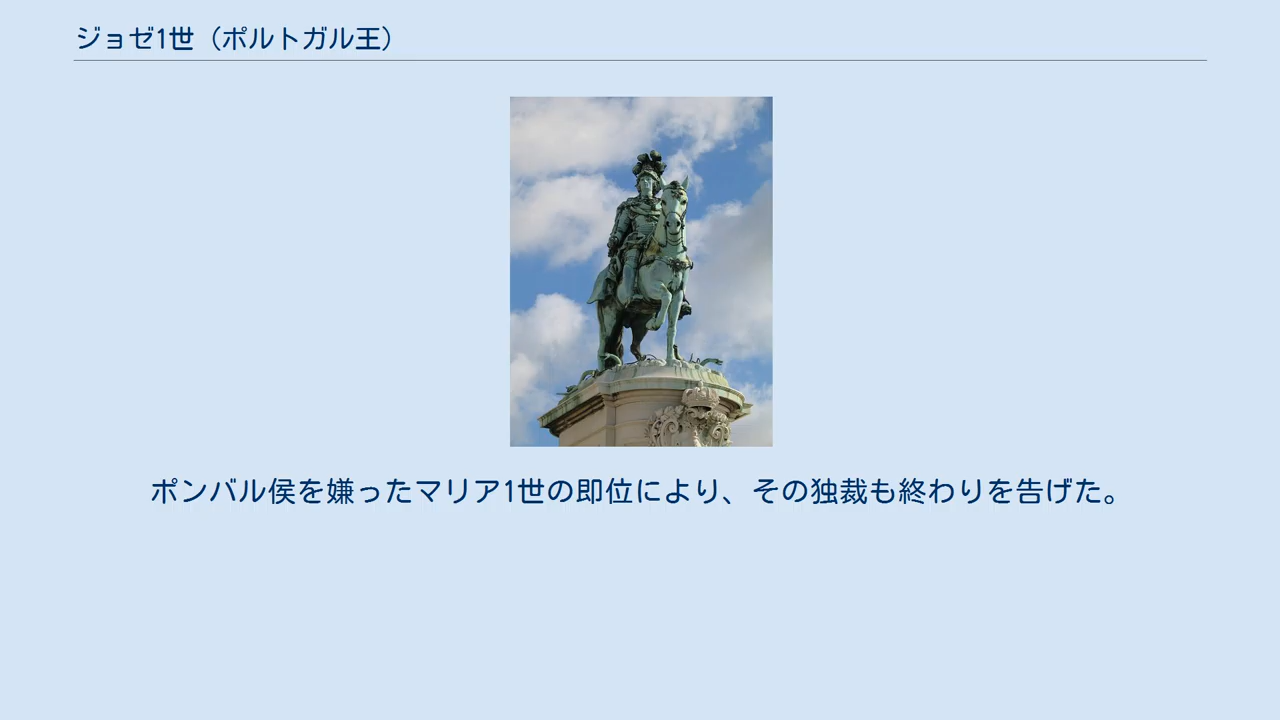 ジョゼ1世（ポルトガル王）
ポンバル侯を嫌ったマリア1世の即位により、その独裁も終わりを告げた。